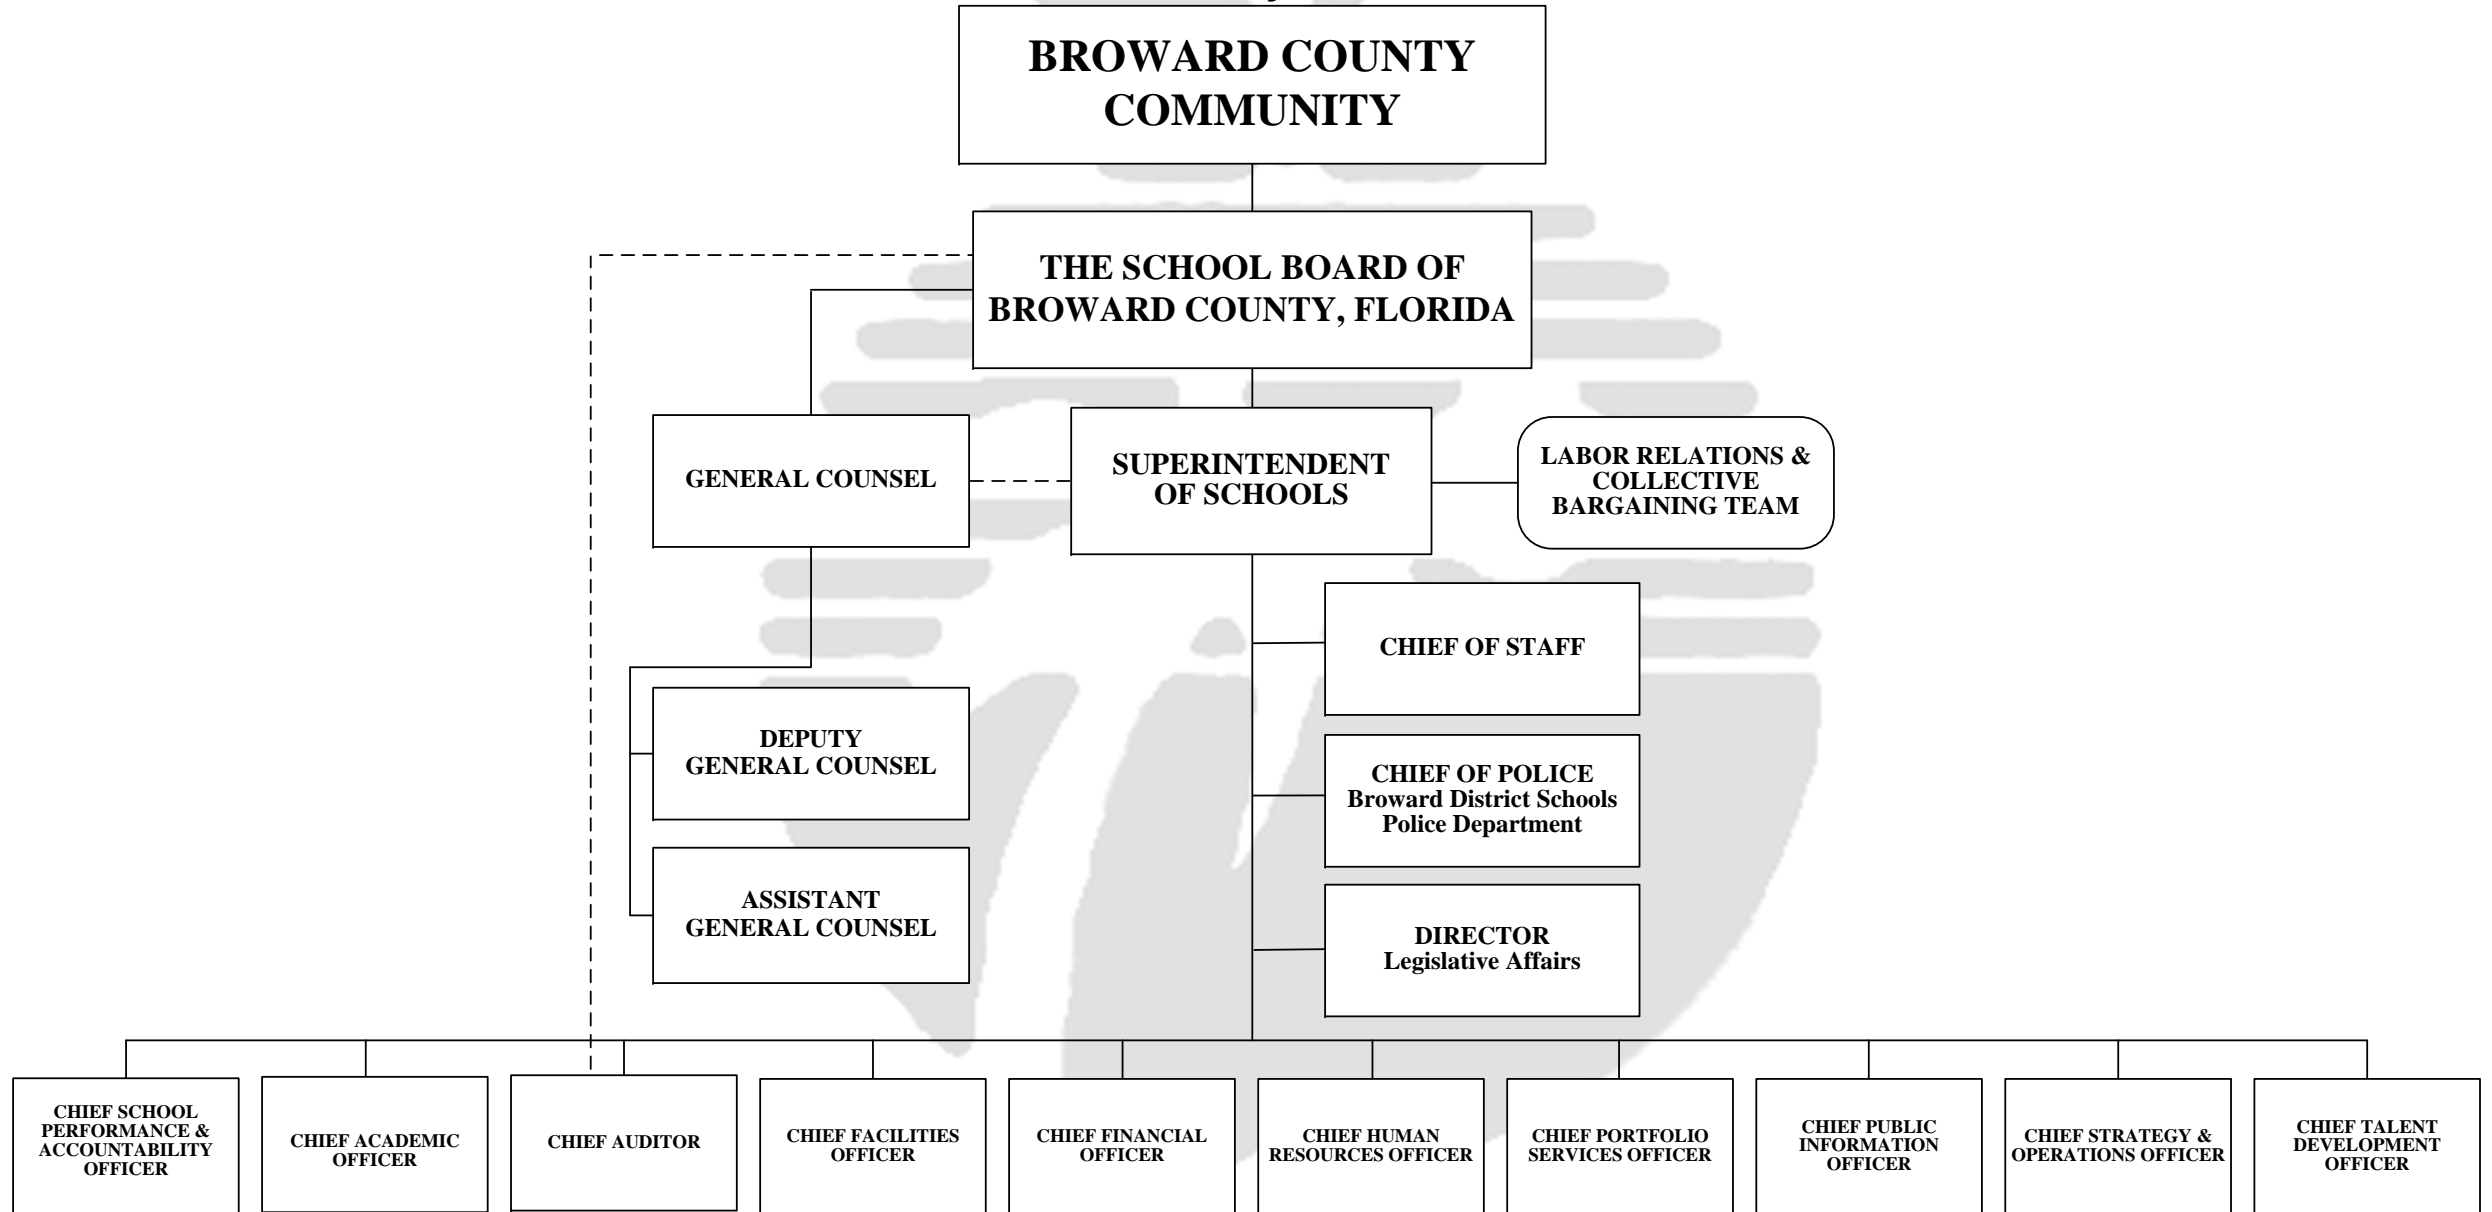 BROWARD COUNTY
COMMUNITY
THE SCHOOL BOARD OF
BROWARD COUNTY, FLORIDA
GENERAL COUNSEL
SUPERINTENDENT
OF SCHOOLS
LABOR RELATIONS &
COLLECTIVE
BARGAINING TEAM
CHIEF OF STAFF
DEPUTY
GENERAL COUNSEL
CHIEF OF POLICE
Broward District Schools
Police Department
ASSISTANT
GENERAL COUNSEL
DIRECTOR
Legislative Affairs
CHIEF SCHOOL
PERFORMANCE &
ACCOUNTABILITY
OFFICER
CHIEF ACADEMIC
OFFICER
CHIEF AUDITOR
CHIEF FACILITIES
OFFICER
CHIEF FINANCIAL
OFFICER
CHIEF HUMAN
RESOURCES OFFICER
CHIEF PORTFOLIO
SERVICES OFFICER
CHIEF PUBLIC
INFORMATION
OFFICER
CHIEF STRATEGY &
OPERATIONS OFFICER
CHIEF TALENT
DEVELOPMENT
OFFICER